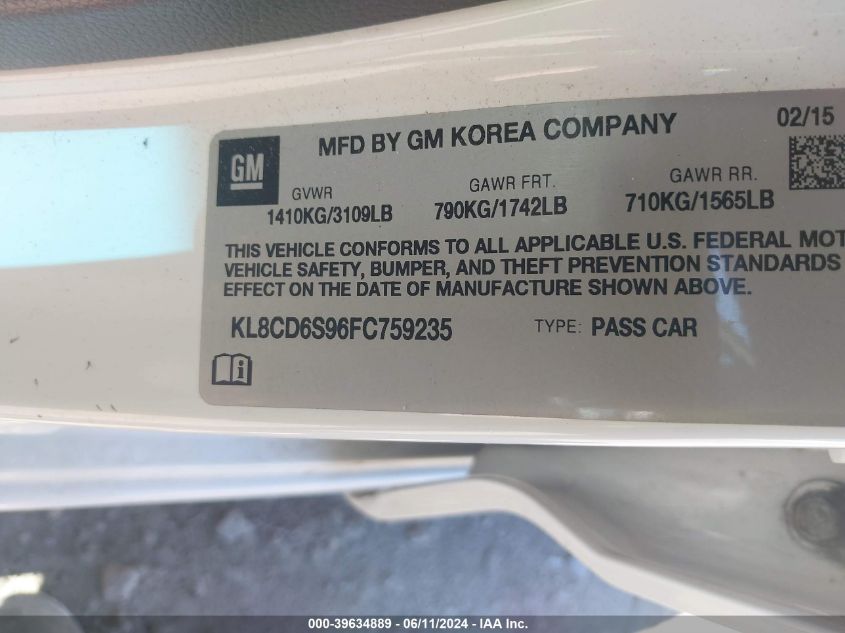 MFD BY GM KOREA COMPANY 02/15
GM
GVWR GAWR FRT. GAWR RR.
1410KG/3109LB 790KG/1742LB 710KG/1565LB
THIS VEHICLE CONFORMS TO ALL APPLICABLE U.S. FEDERAL MOT
VEHICLE SAFETY, BUMPER, AND THEFT PREVENTION STANDARDS
EFFECT ON THE DATE OF MANUFACTURE SHOWN ABOVE.
KL8CD6S96FC759235 TYPE: PASS CAR
000-39634889 - 06/11/2024 - IAA Inc.